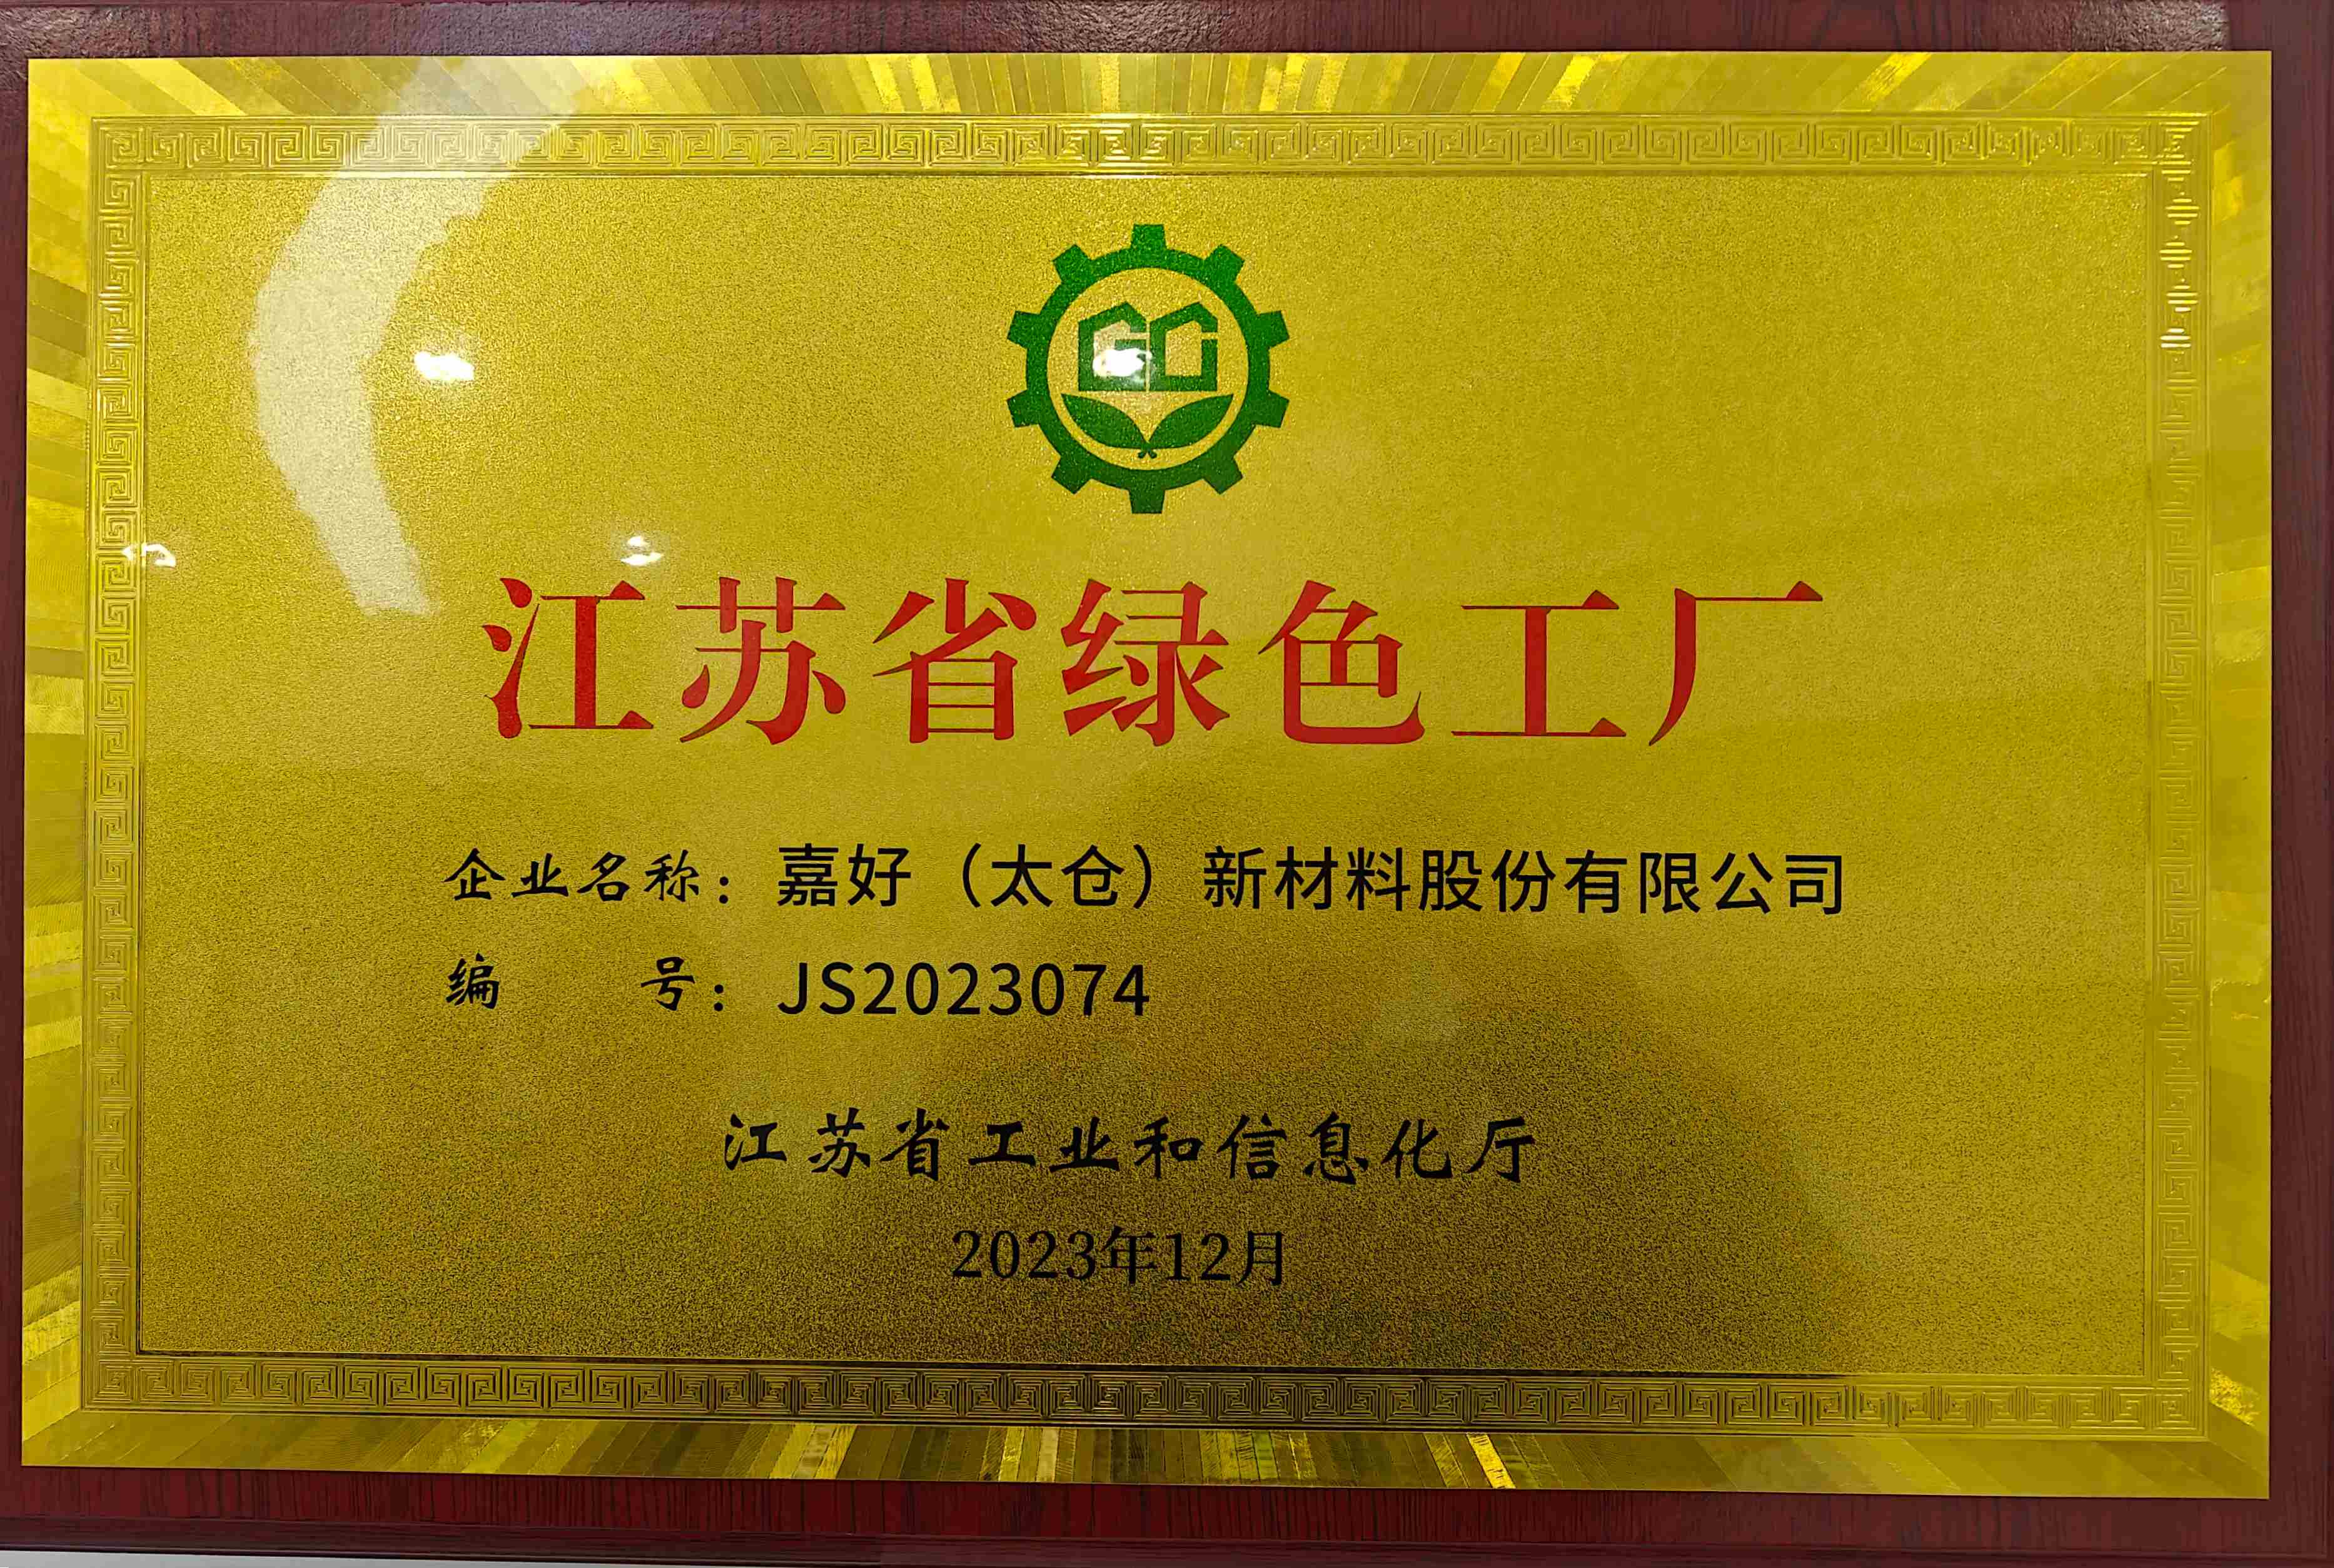 江苏省绿色工厂
企业名称：嘉好（太仓）新材料股份有限公司
编 号：JS2023074
江苏省工业和信息化厅
2023年12月